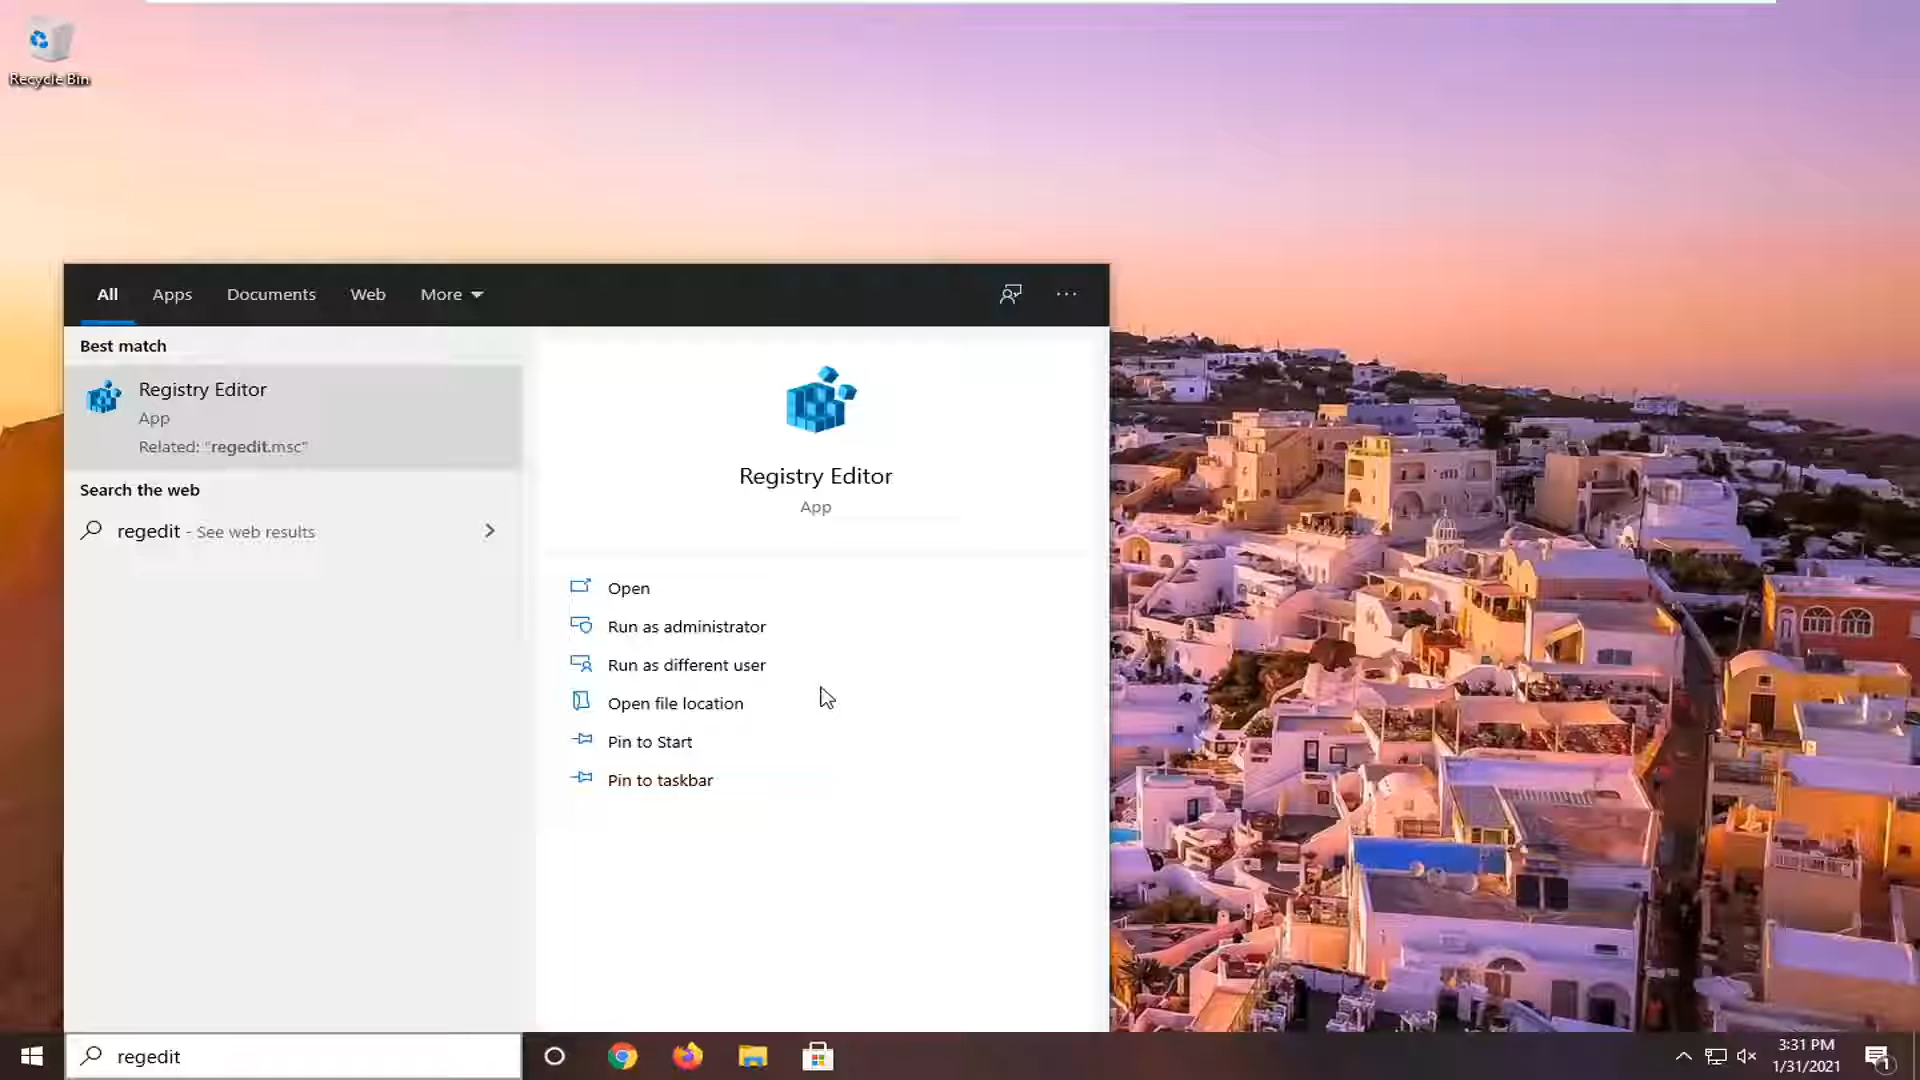 Recycle Bin
All Apps Documents Web More
Best match
Registry Editor
App
Related: "regedit.msc"
Search the web
regedit - See web results
Registry Editor
App
Open
Run as administrator
Run as different user
Open file location
Pin to Start
Pin to taskbar
regedit
3:31 PM
1/31/2021
1